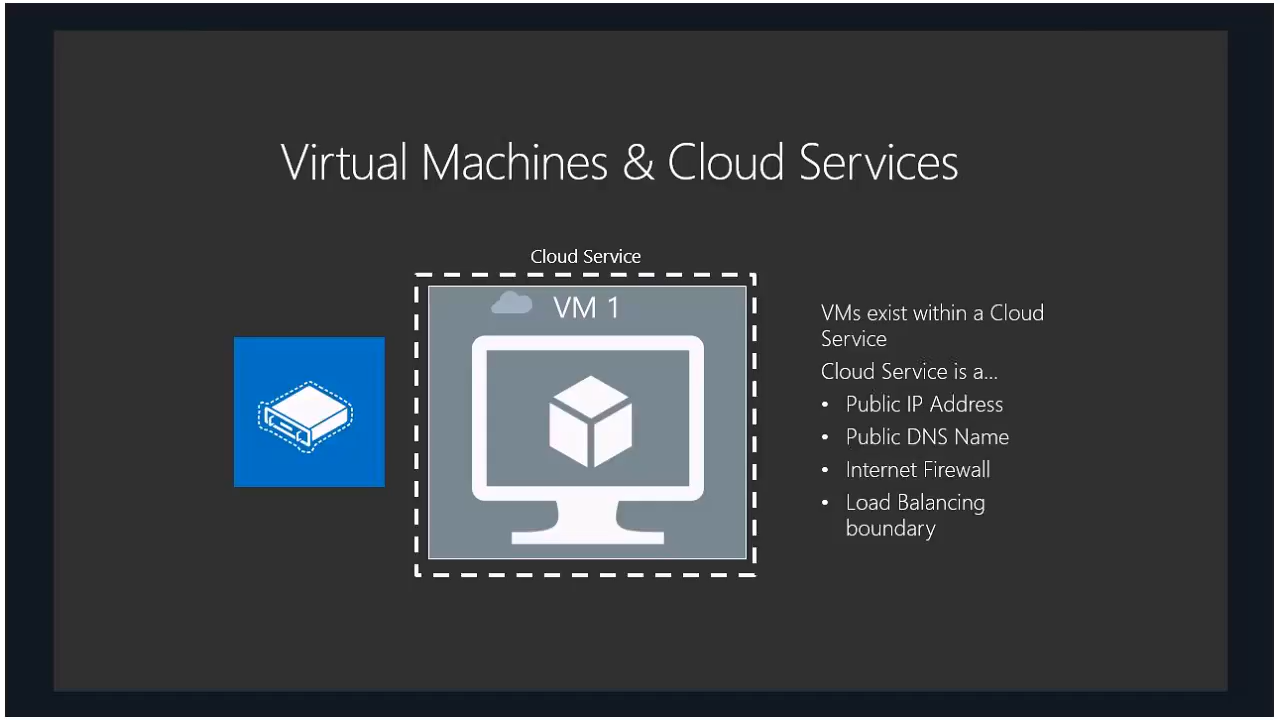 Virtual Machines & Cloud Services
Cloud Service
VM 1
VMs exist within a Cloud
Service
Cloud Service is a...
• Public IP Address
• Public DNS Name
• Internet Firewall
• Load Balancing
boundary